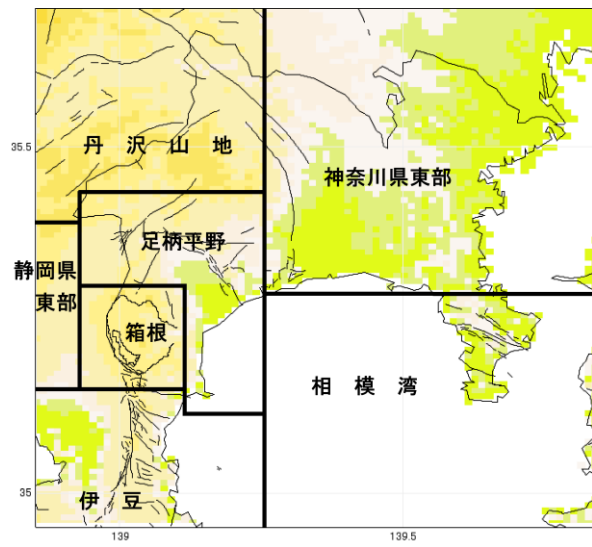 35.5
丹沢山地
神奈川県東部
足柄平野
静岡県
東部
箱根
相模湾
35
伊豆
139
139.5